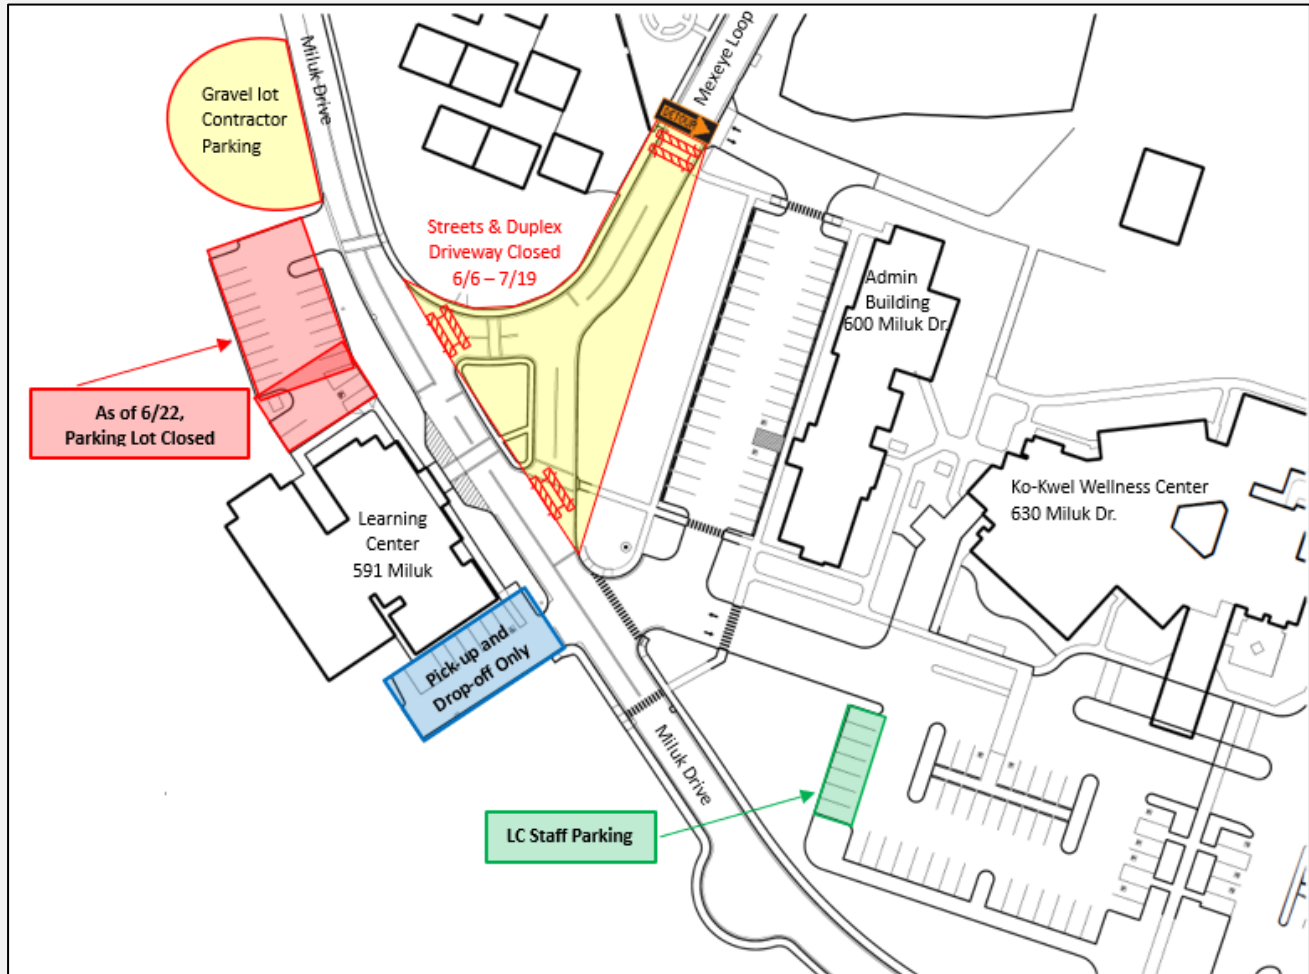 Miluk Drive
Mexeye Loop
Gravel lot
Contractor
Parking
DETOUR
Streets & Duplex
Driveway Closed
6/6 – 7/19
Admin
Building
600 Miluk Dr.
As of 6/22,
Parking Lot Closed
Ko-Kwel Wellness Center
630 Miluk Dr.
Learning
Center
591 Miluk
Pick-up and
Drop-off Only
Miluk Drive
LC Staff Parking